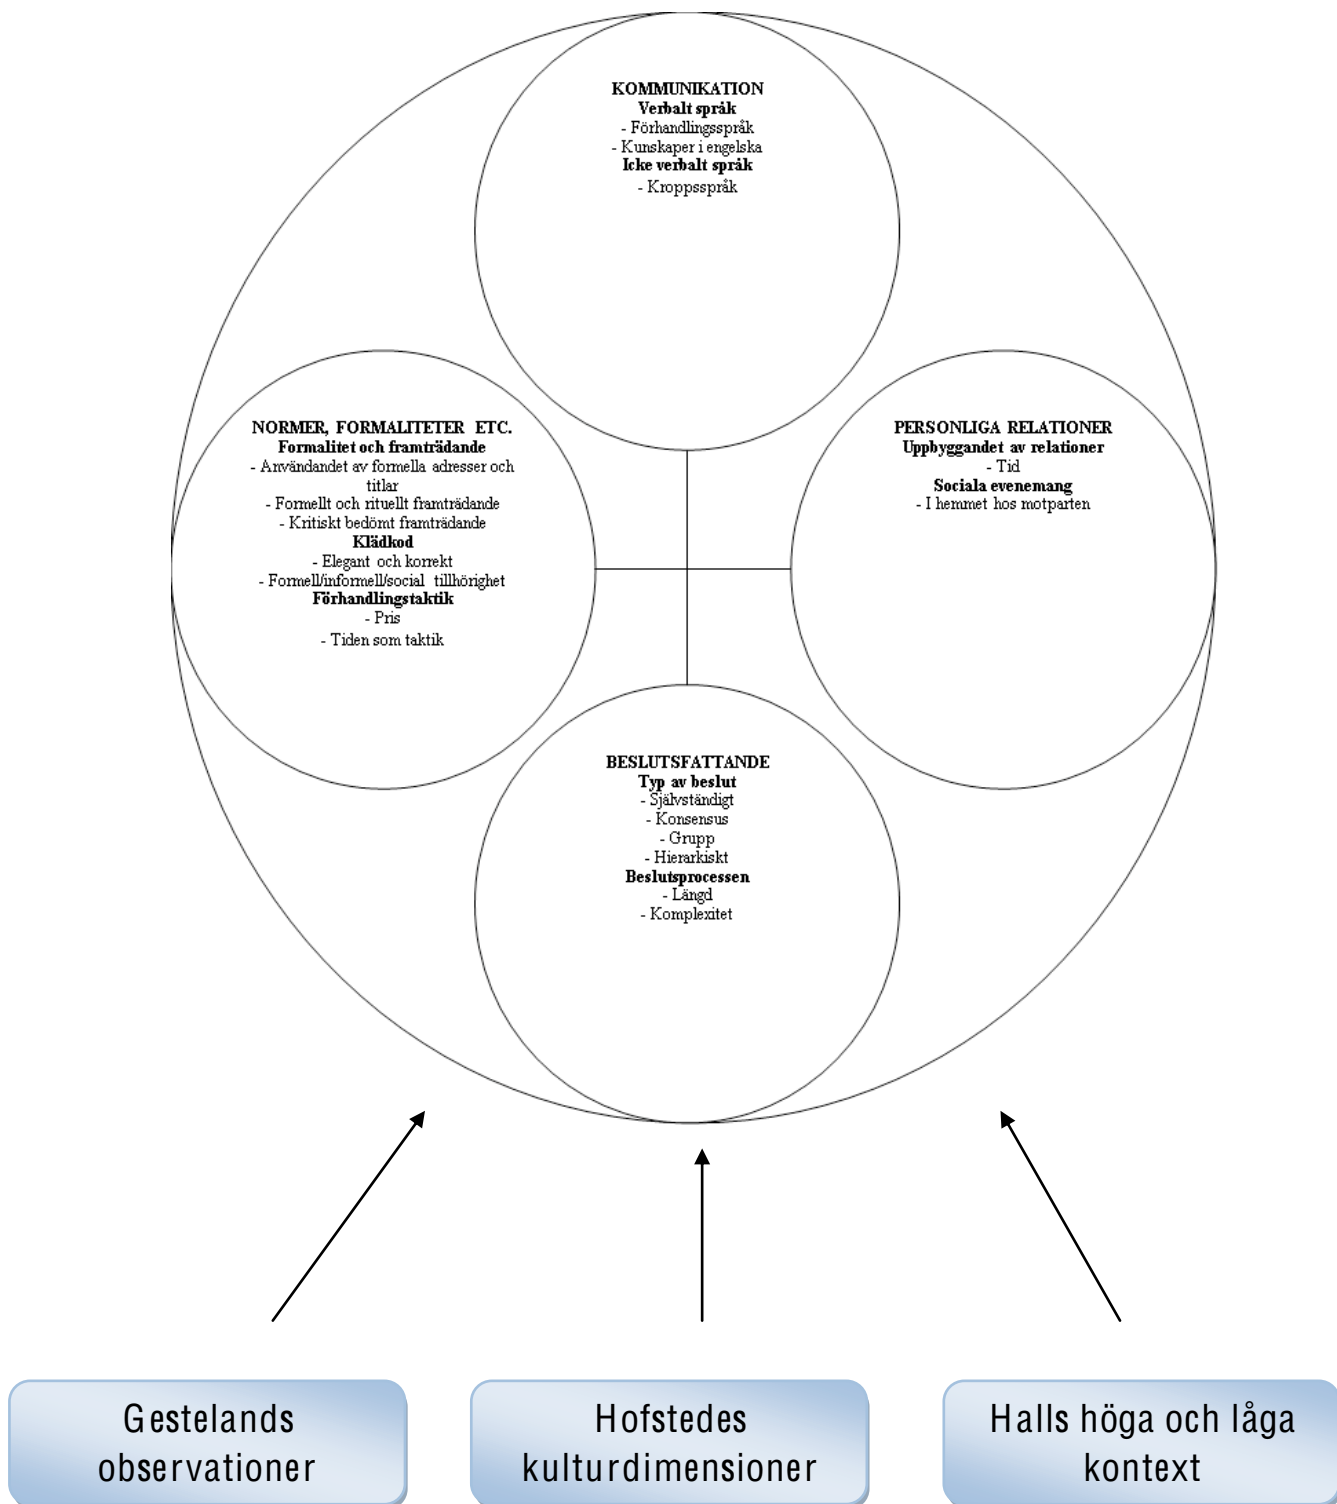 KOMMUNIKATION
Verbalt språk
- Förhandlingsspråk
- Kunskaper i engelska
Icke verbalt språk
- Kroppsspråk
NORMER, FORMALITETER ETC.
Formalitet och framträdande
- Användandet av formella adresser och
titlar
- Formellt och rituellt framträdande
- Kritiskt bedömt framträdande
Klädkod
- Elegant och korrekt
- Formell/informell/social tillhörighet
Förhandlingstaktik
- Pris
- Tiden som taktik
PERSONLIGA RELATIONER
Uppbyggandet av relationer
- Tid
Sociala evenemang
- I hemmet hos motparten
BESLUTSFATTANDE
Typ av beslut
- Självständigt
- Konsensus
- Grupp
- Hierarkiskt
Beslutsprocessen
- Längd
- Komplexitet
Gestelands
observationer
Hofstedes
kulturdimensioner
Halls höga och låga
kontext